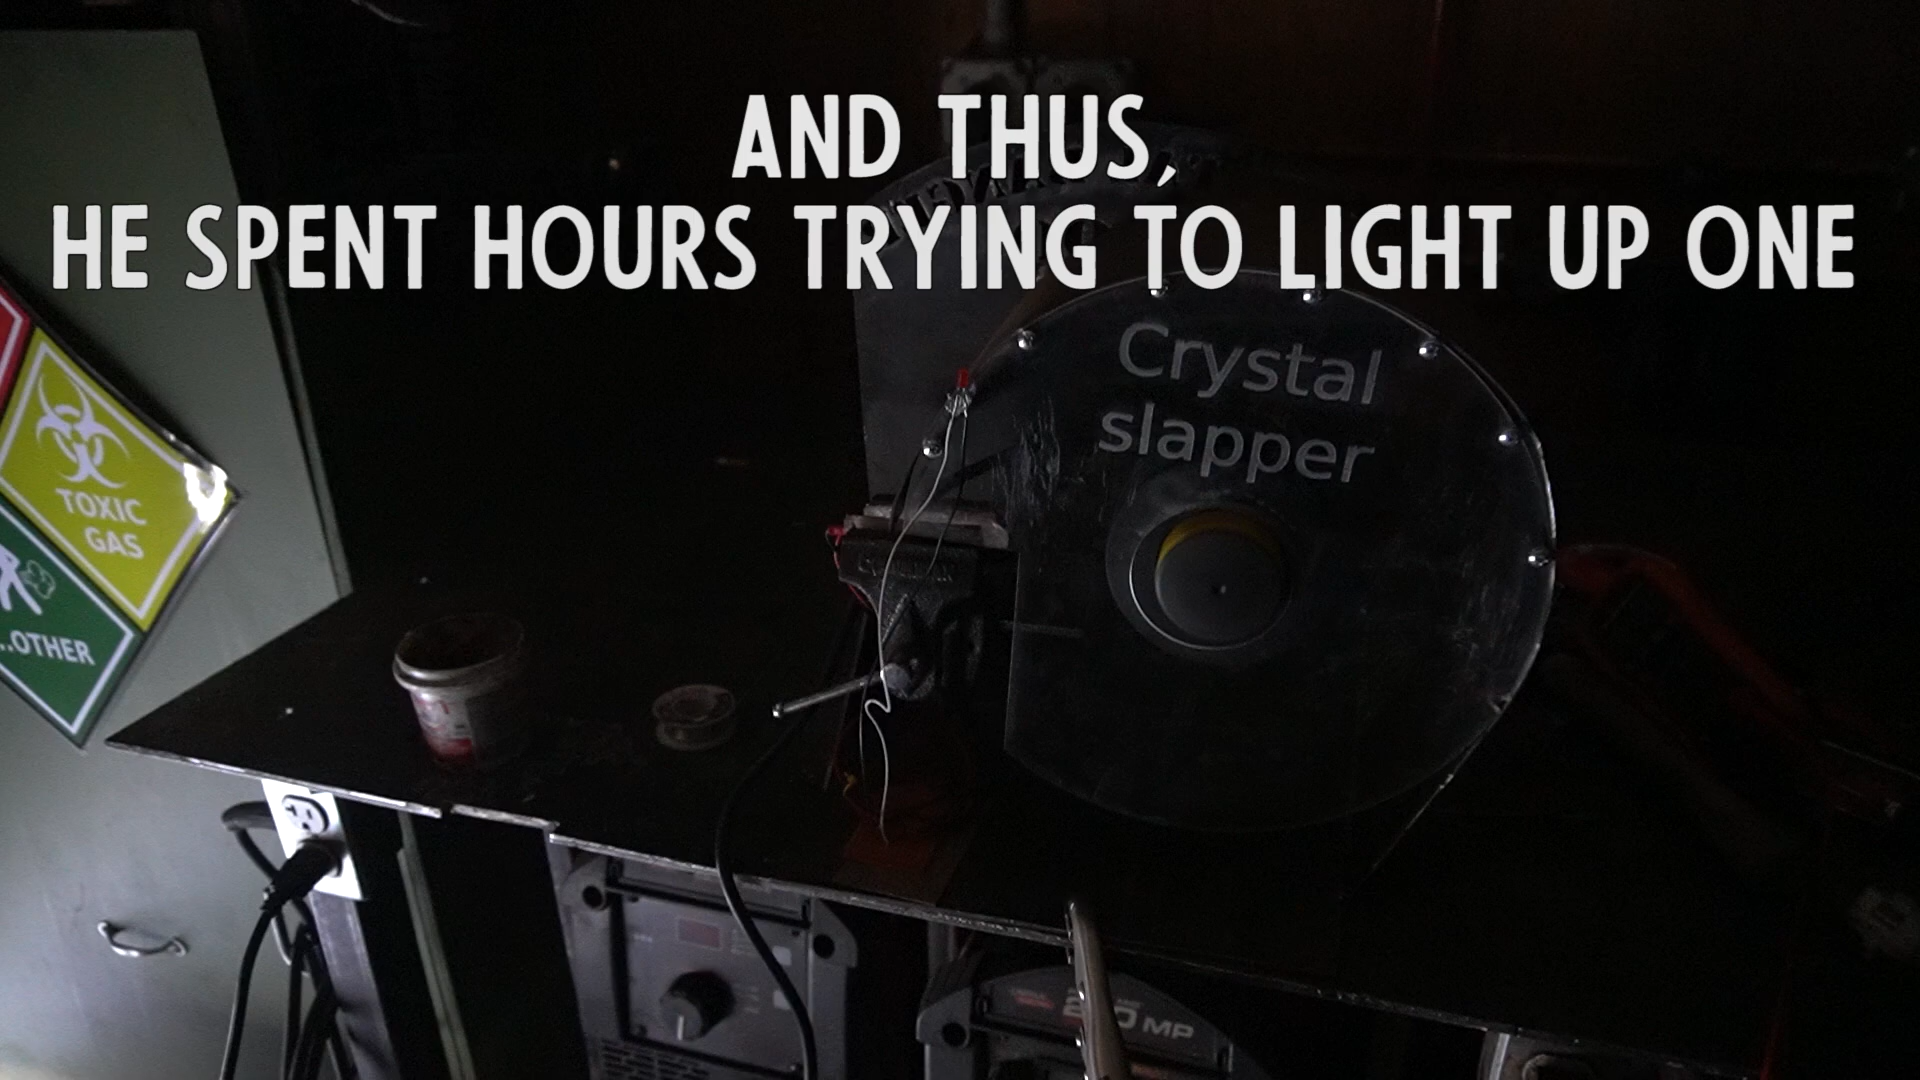 AND THUS,
HE SPENT HOURS TRYING TO LIGHT UP ONE
Crystal
slapper
TOXIC
GAS
...OTHER
MP